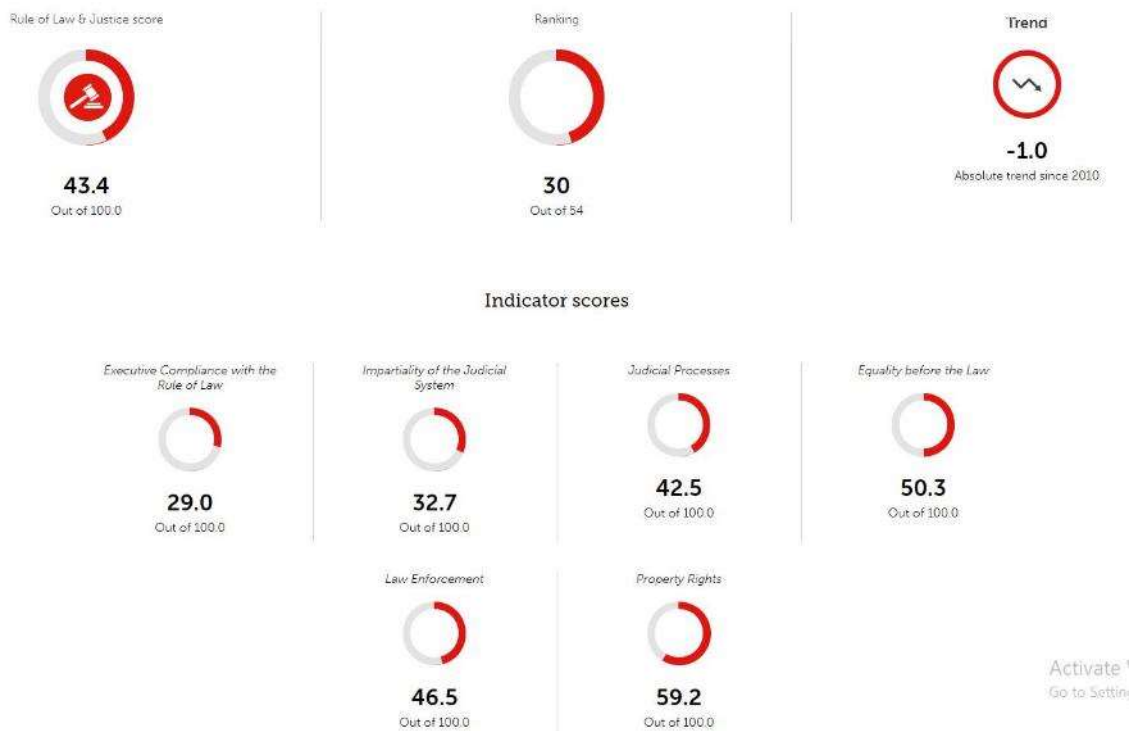 Rule of Law & Justice score
43.4
Out of 100.0
Ranking
30
Out of 54
Trend
-1.0
Absolute trend since 2010
Indicator scores
Executive Compliance with the
Rule of Law
29.0
Out of 100.0
Impartiality of the Judicial
System
32.7
Out of 100.0
Judicial Processes
42.5
Out of 100.0
Equality before the Law
50.3
Out of 100.0
Law Enforcement
46.5
Out of 100.0
Property Rights
59.2
Out of 100.0
Activate
Go to